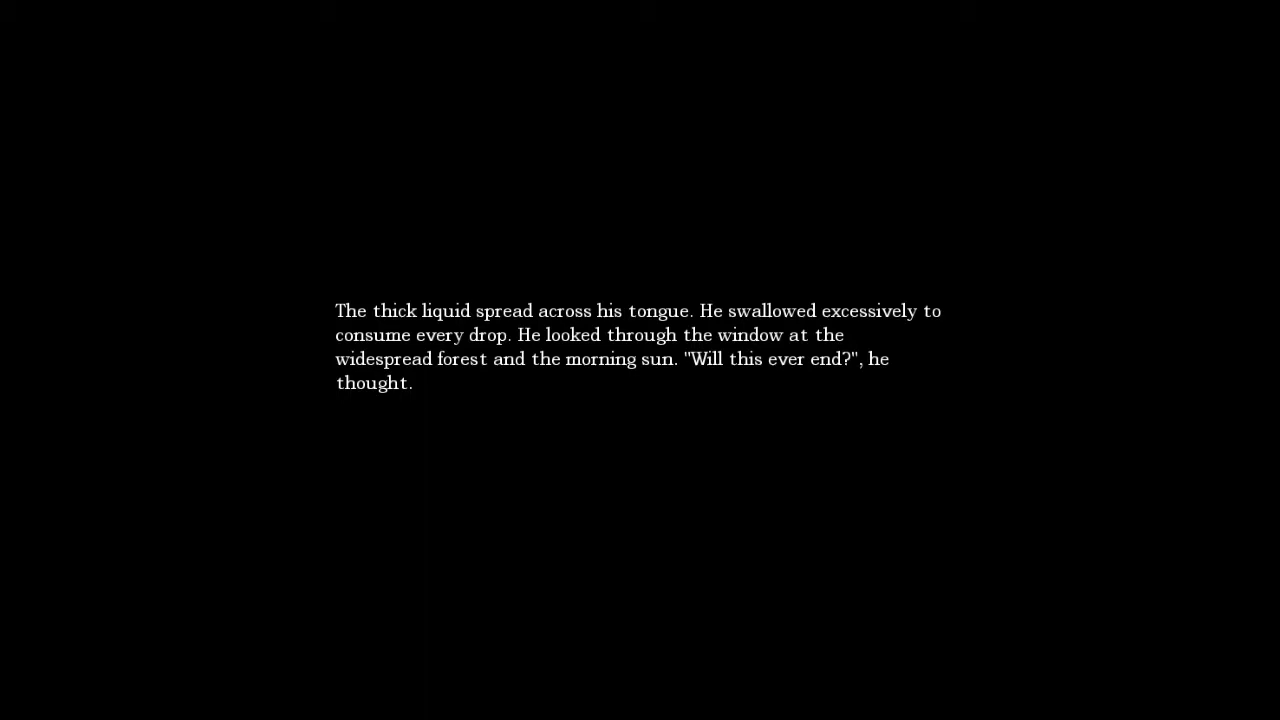 The thick liquid spread across his tongue. He swallowed excessively to
consume every drop. He looked through the window at the
widespread forest and the morning sun. "Will this ever end?", he
thought.